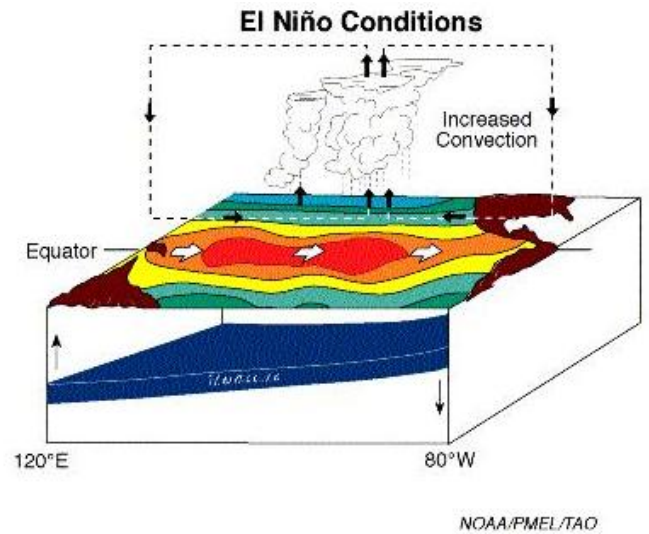 El Niño Conditions
Increased
Convection
Equator
120°E
80°W
NOAA/PMEL/TAO